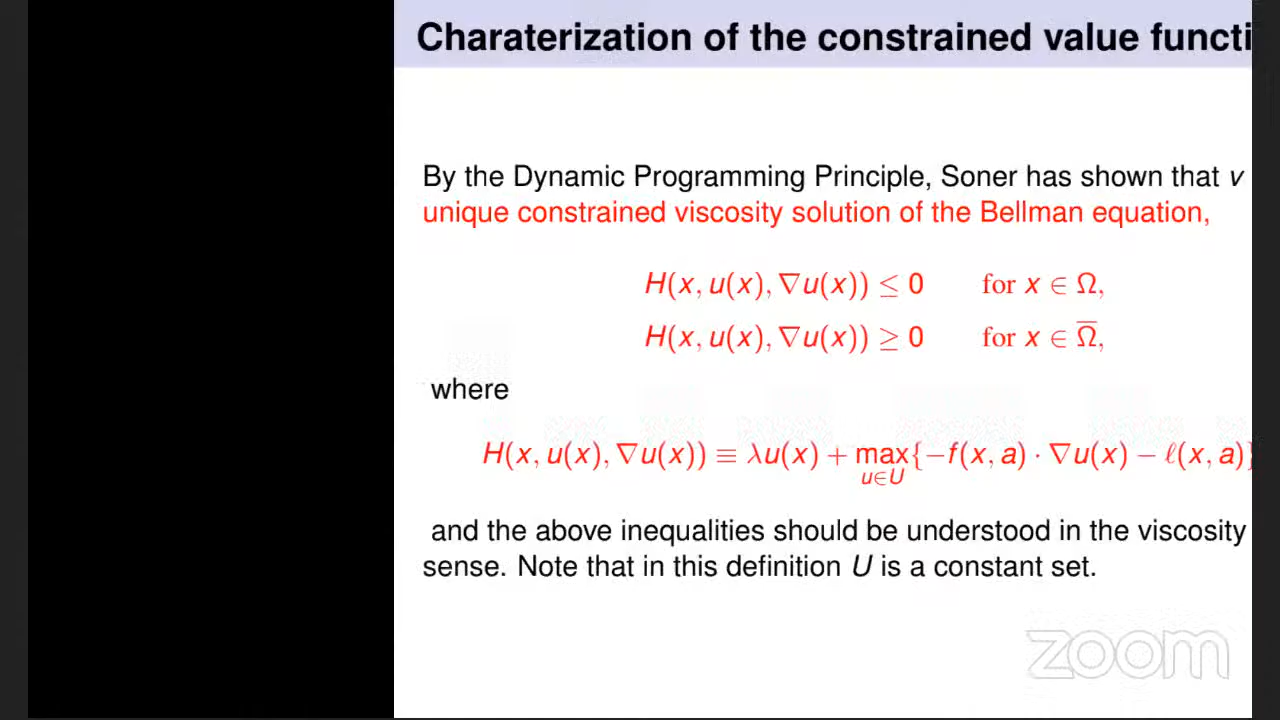 Charaterization of the constrained value functi
By the Dynamic Programming Principle, Soner has shown that v
unique constrained viscosity solution of the Bellman equation,
H(x, u(x), ∇u(x)) ≤ 0 for x ∈ Ω,
H(x, u(x), ∇u(x)) ≥ 0 for x ∈ Ω̅,
where
H(x, u(x), ∇u(x)) ≡ λu(x) + max{−f(x, a) · ∇u(x) − ℓ(x, a)}
u∈U
and the above inequalities should be understood in the viscosity
sense. Note that in this definition U is a constant set.
zoom